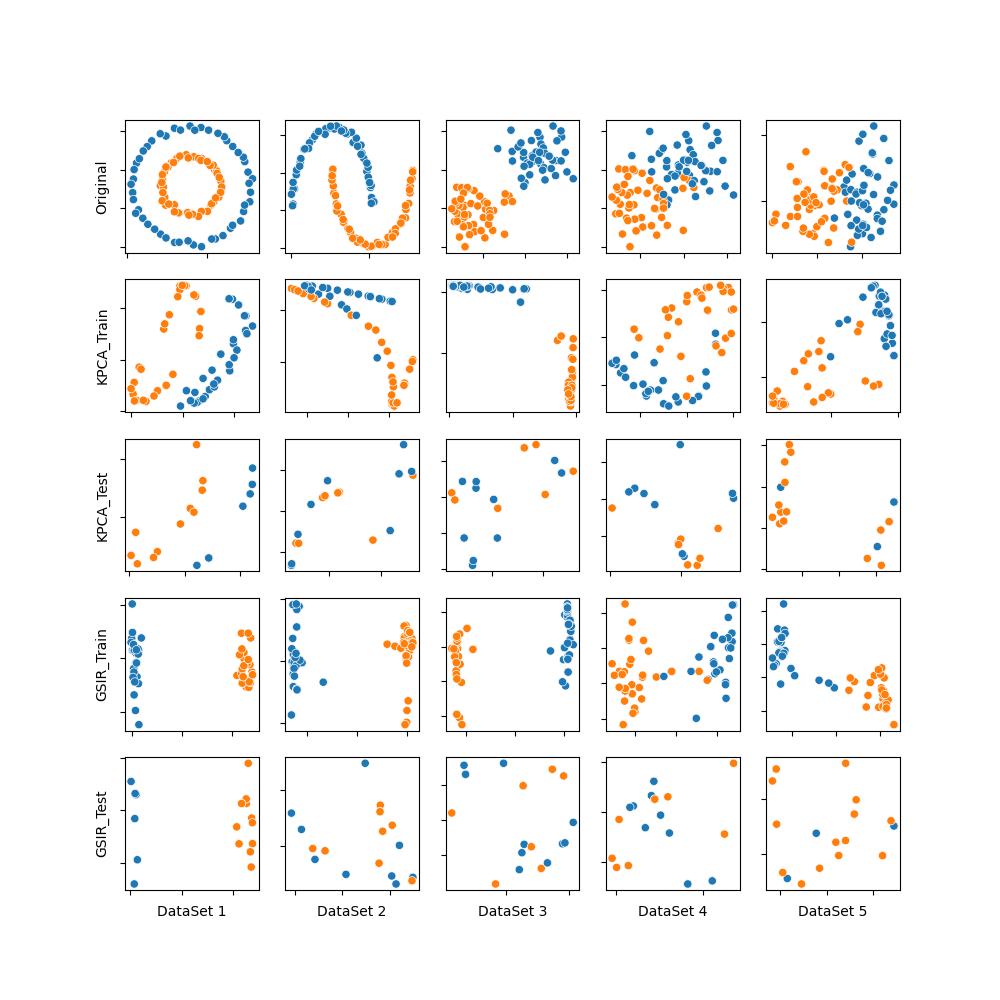 Original
KPCA_Train
KPCA_Test
GSIR_Train
GSIR_Test
DataSet 1
DataSet 2
DataSet 3
DataSet 4
DataSet 5